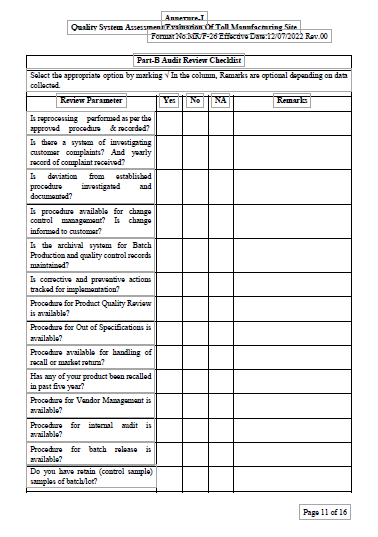 Annexure-I
Quality System Assessment/Evaluation Of Toll Manufacturing Site
Format No.MR/F-26 Effective Date:12/07/2022 Rev.00
Part-B Audit Review Checklist
Select the appropriate option by marking √ In the column, Remarks are optional depending on data
collected.
Review Parameter Yes No NA Remarks
Is reprocessing performed as per the
approved procedure & recorded?
Is there a system of investigating
customer complaints? And yearly
record of complaint received?
Is deviation from established
procedure investigated and
documented?
Is procedure available for change
control management? Is change
informed to customer?
Is the archival system for Batch
Production and quality control records
maintained?
Is corrective and preventive actions
tracked for implementation?
Procedure for Product Quality Review
is available?
Procedure for Out of Specifications is
available?
Procedure available for handling of
recall or market return?
Has any of your product been recalled
in past five year?
Procedure for Vendor Management is
available?
Procedure for internal audit is
available?
Procedure for batch release is
available?
Do you have retain (control sample)
samples of batch/lot?
Page 11 of 16